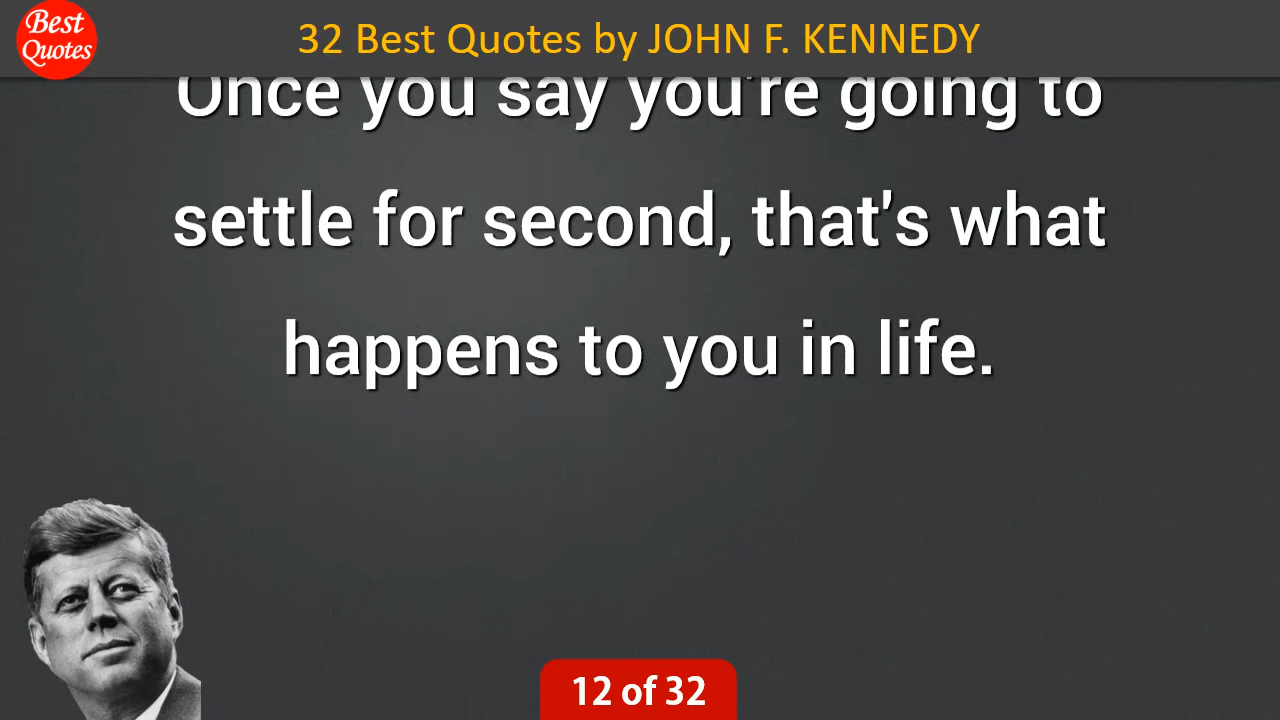 Best
Quotes
32 Best Quotes by JOHN F. KENNEDY
Once you say you're going to
settle for second, that's what
happens to you in life.
12 of 32